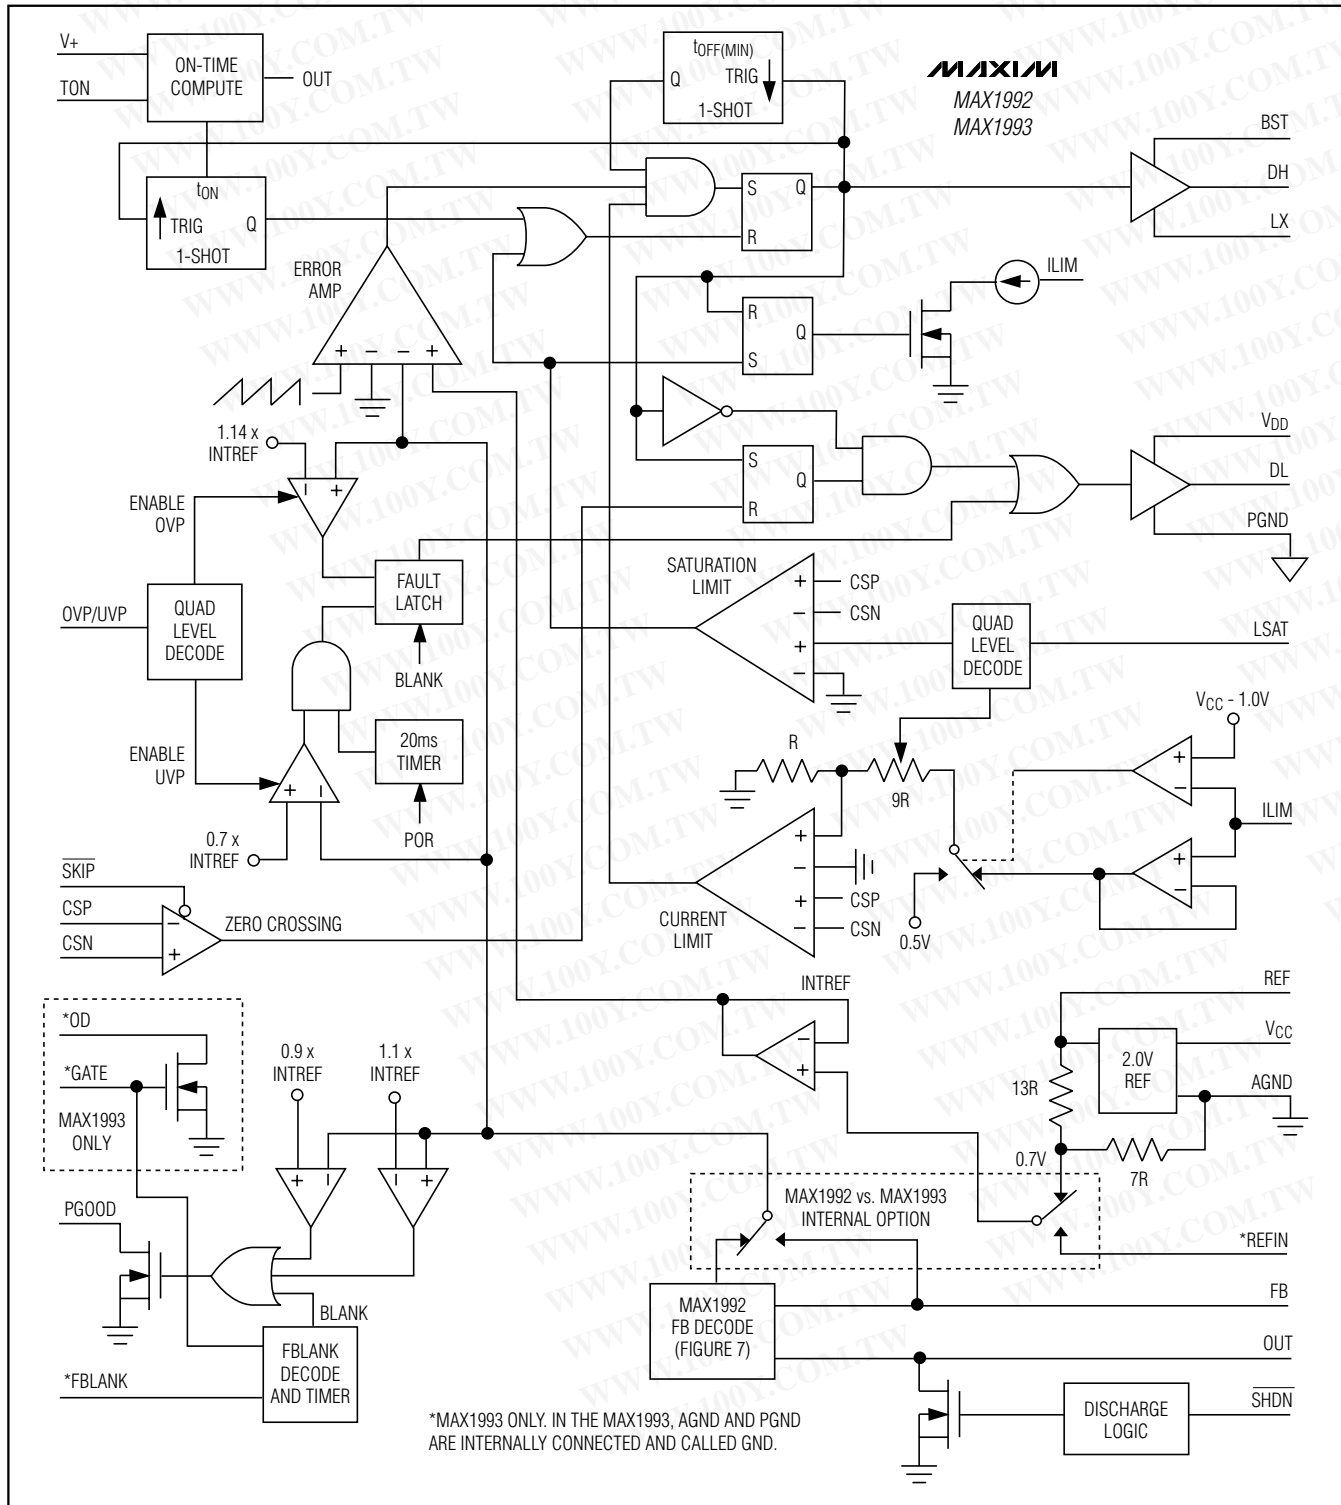 V+
TON
ON-TIME
COMPUTE
OUT
tOFF(MIN)
Q
TRIG
1-SHOT
MAXIM
MAX1992
MAX1993
BST
DH
LX
tON
TRIG
Q
1-SHOT
S
Q
R
ERROR
AMP
+
−
−
+
R
Q
S
ILIM
1.14 x
INTREF
−
+
ENABLE
OVP
S
Q
R
VDD
DL
PGND
OVP/UVP
QUAD
LEVEL
DECODE
FAULT
LATCH
BLANK
SATURATION
LIMIT
+
CSP
−
CSN
+
−
QUAD
LEVEL
DECODE
LSAT
ENABLE
UVP
20ms
TIMER
POR
+
−
0.7 x
INTREF
R
9R
VCC - 1.0V
+
−
ILIM
+
−
0.5V
+
−
+
CSP
−
CSN
CURRENT
LIMIT
SKIP
CSP
CSN
−
+
ZERO CROSSING
INTREF
−
+
REF
VCC
2.0V
REF
AGND
13R
0.7V
7R
*OD
*GATE
MAX1993
ONLY
0.9 x
INTREF
1.1 x
INTREF
+
−
−
+
MAX1992 vs. MAX1993
INTERNAL OPTION
*REFIN
PGOOD
BLANK
FBLANK
DECODE
AND TIMER
*FBLANK
MAX1992
FB DECODE
(FIGURE 7)
FB
OUT
DISCHARGE
LOGIC
SHDN
*MAX1993 ONLY. IN THE MAX1993, AGND AND PGND
ARE INTERNALLY CONNECTED AND CALLED GND.
WWW.100Y.COM.TW